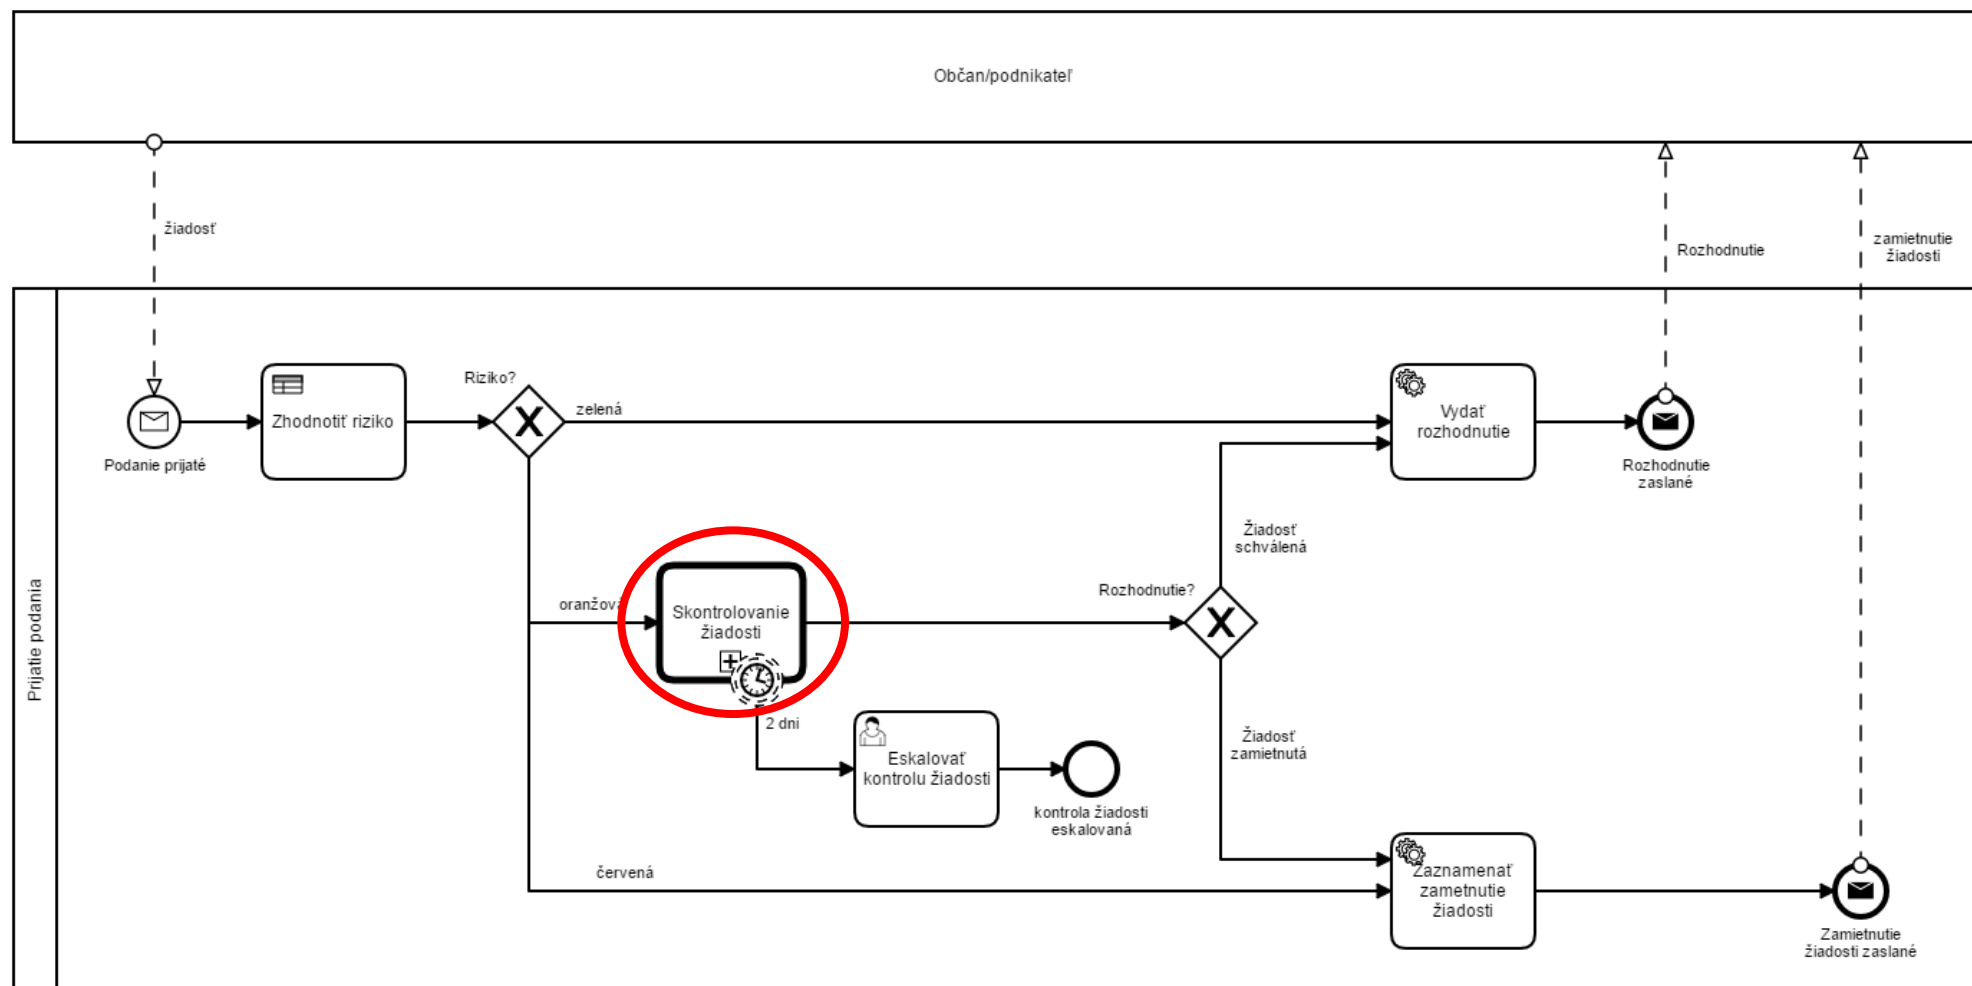 Občan/podnikateľ
žiadosť
Rozhodnutie
zamietnutie
žiadosti
Prijatie podania
Podanie prijaté
Zhodnotiť riziko
Riziko?
zelená
Vydať
rozhodnutie
Rozhodnutie
zaslané
Žiadosť
schválená
oranžová
Skontrolovanie
žiadosti
Rozhodnutie?
2 dni
Eskalovať
kontrolu žiadosti
kontrola žiadosti
eskalovaná
Žiadosť
zamietnutá
červená
Zaznamenať
zametnutie
žiadosti
Zamietnutie
žiadosti zaslané